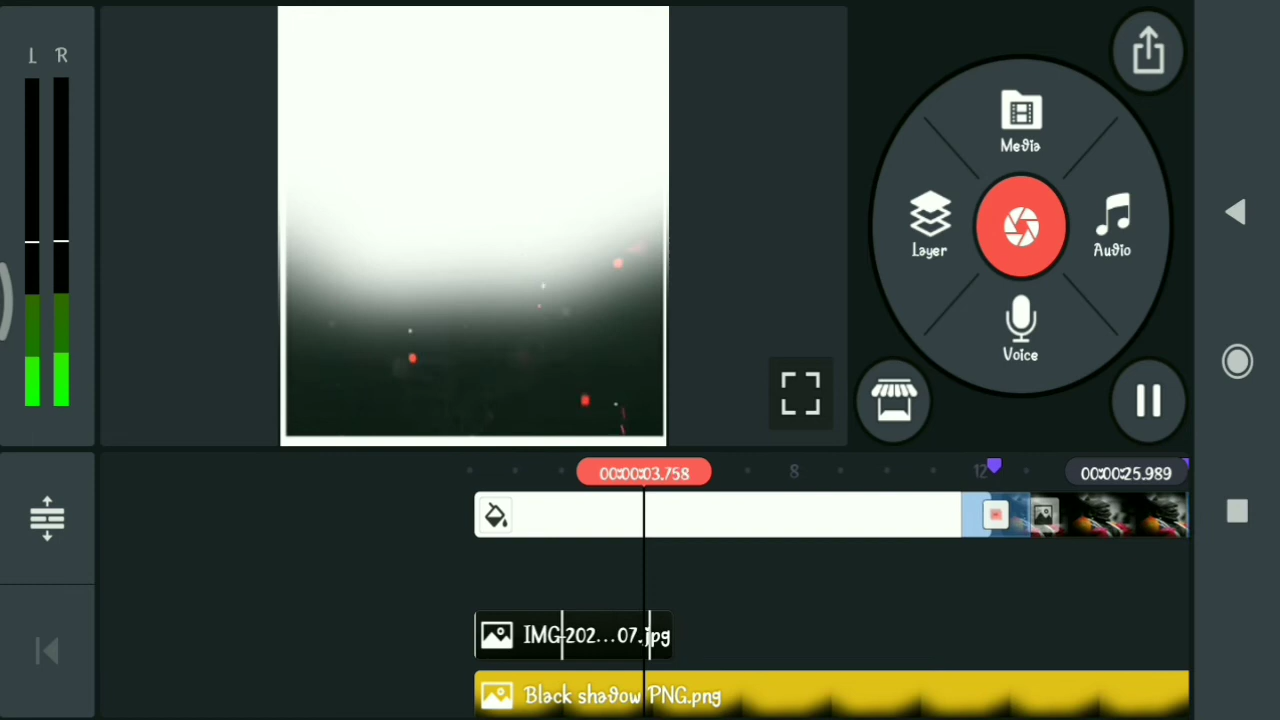 L R
Media
Layer
Audio
Voice
00:00:03.758
8
12
00:00:25.989
IMG-202...07.jpg
Black shadow PNG.png